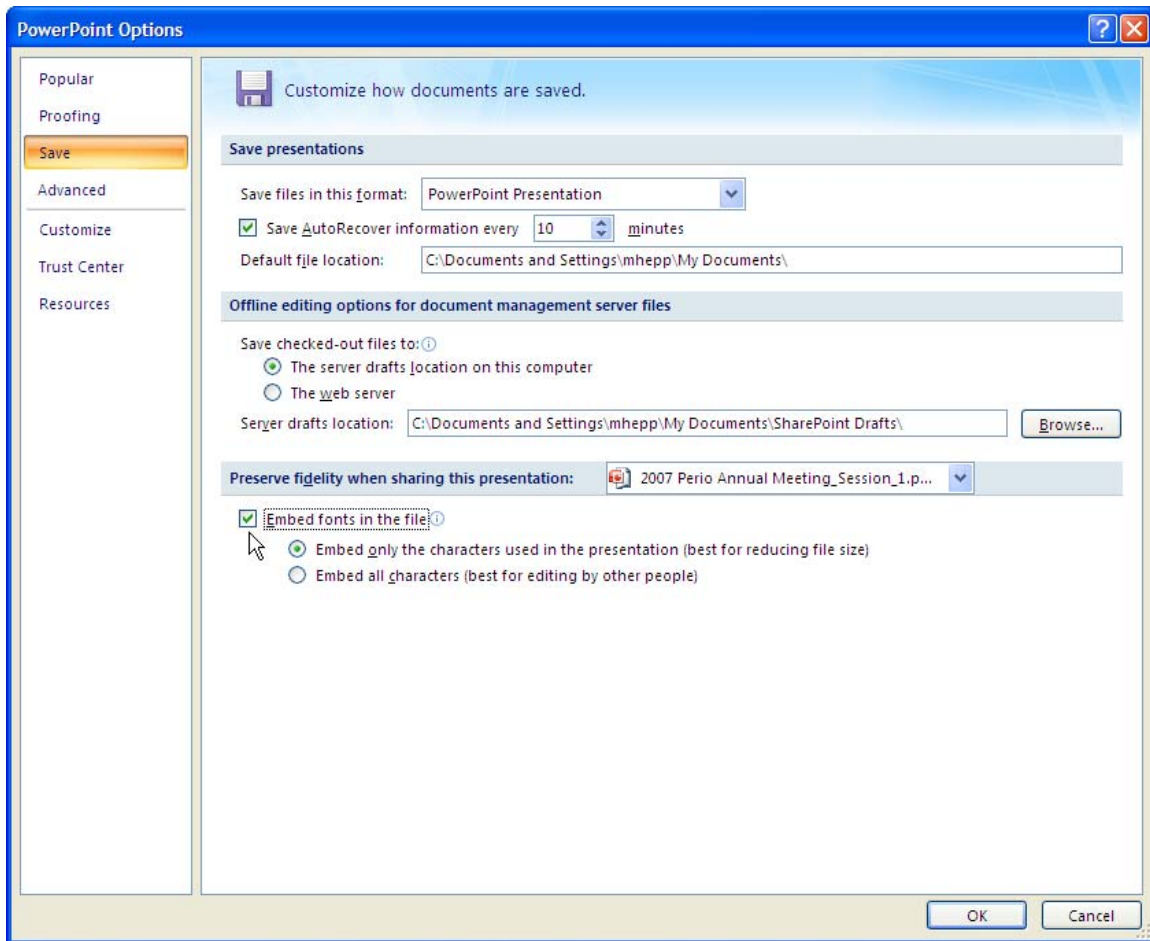 PowerPoint Options
Popular
Proofing
Save
Advanced
Customize
Trust Center
Resources
Customize how documents are saved.
Save presentations
Save files in this format: PowerPoint Presentation
Save AutoRecover information every 10 minutes
Default file location: C:\Documents and Settings\mhepp\My Documents\
Offline editing options for document management server files
Save checked-out files to:
The server drafts location on this computer
The web server
Server drafts location: C:\Documents and Settings\mhepp\My Documents\SharePoint Drafts\ Browse...
Preserve fidelity when sharing this presentation: 2007 Perio Annual Meeting_Session_1.p...
Embed fonts in the file
Embed only the characters used in the presentation (best for reducing file size)
Embed all characters (best for editing by other people)
OK Cancel